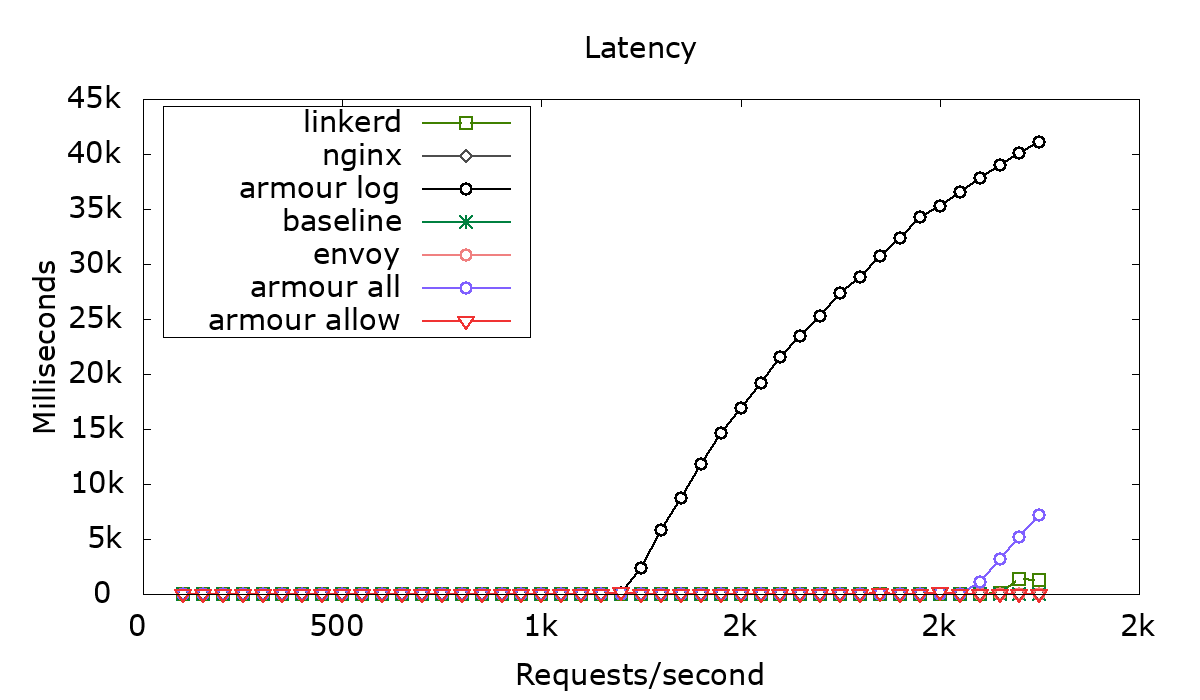 Latency
45k
40k
35k
30k
25k
20k
15k
10k
5k
0
Milliseconds
linkerd
nginx
armour log
baseline
envoy
armour all
armour allow
0 500 1k 2k 2k 2k
Requests/second